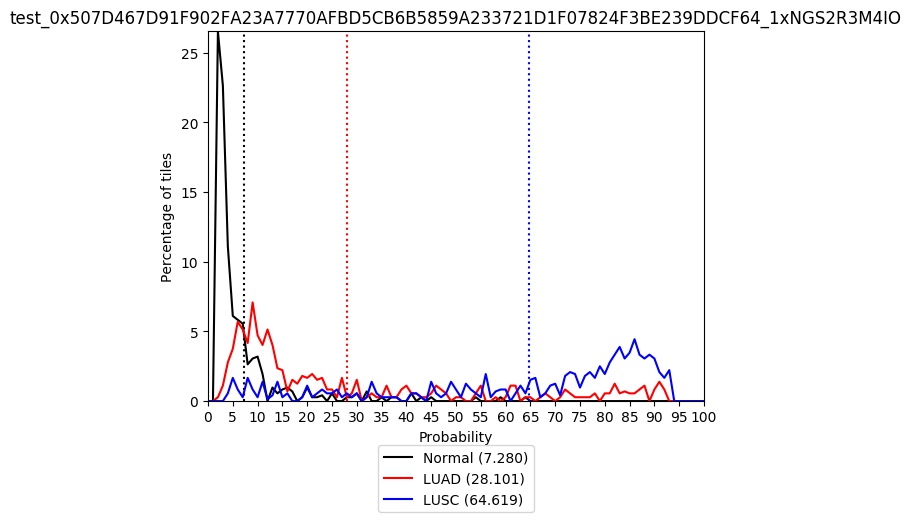 test_0x507D467D91F902FA23A7770AFBD5CB6B5859A233721D1F07824F3BE239DDCF64_1xNGS2R3M4IO
25
20
15
10
5
0
Percentage of tiles
0 5 10 15 20 25 30 35 40 45 50 55 60 65 70 75 80 85 90 95 100
Probability
Normal (7.280)
LUAD (28.101)
LUSC (64.619)